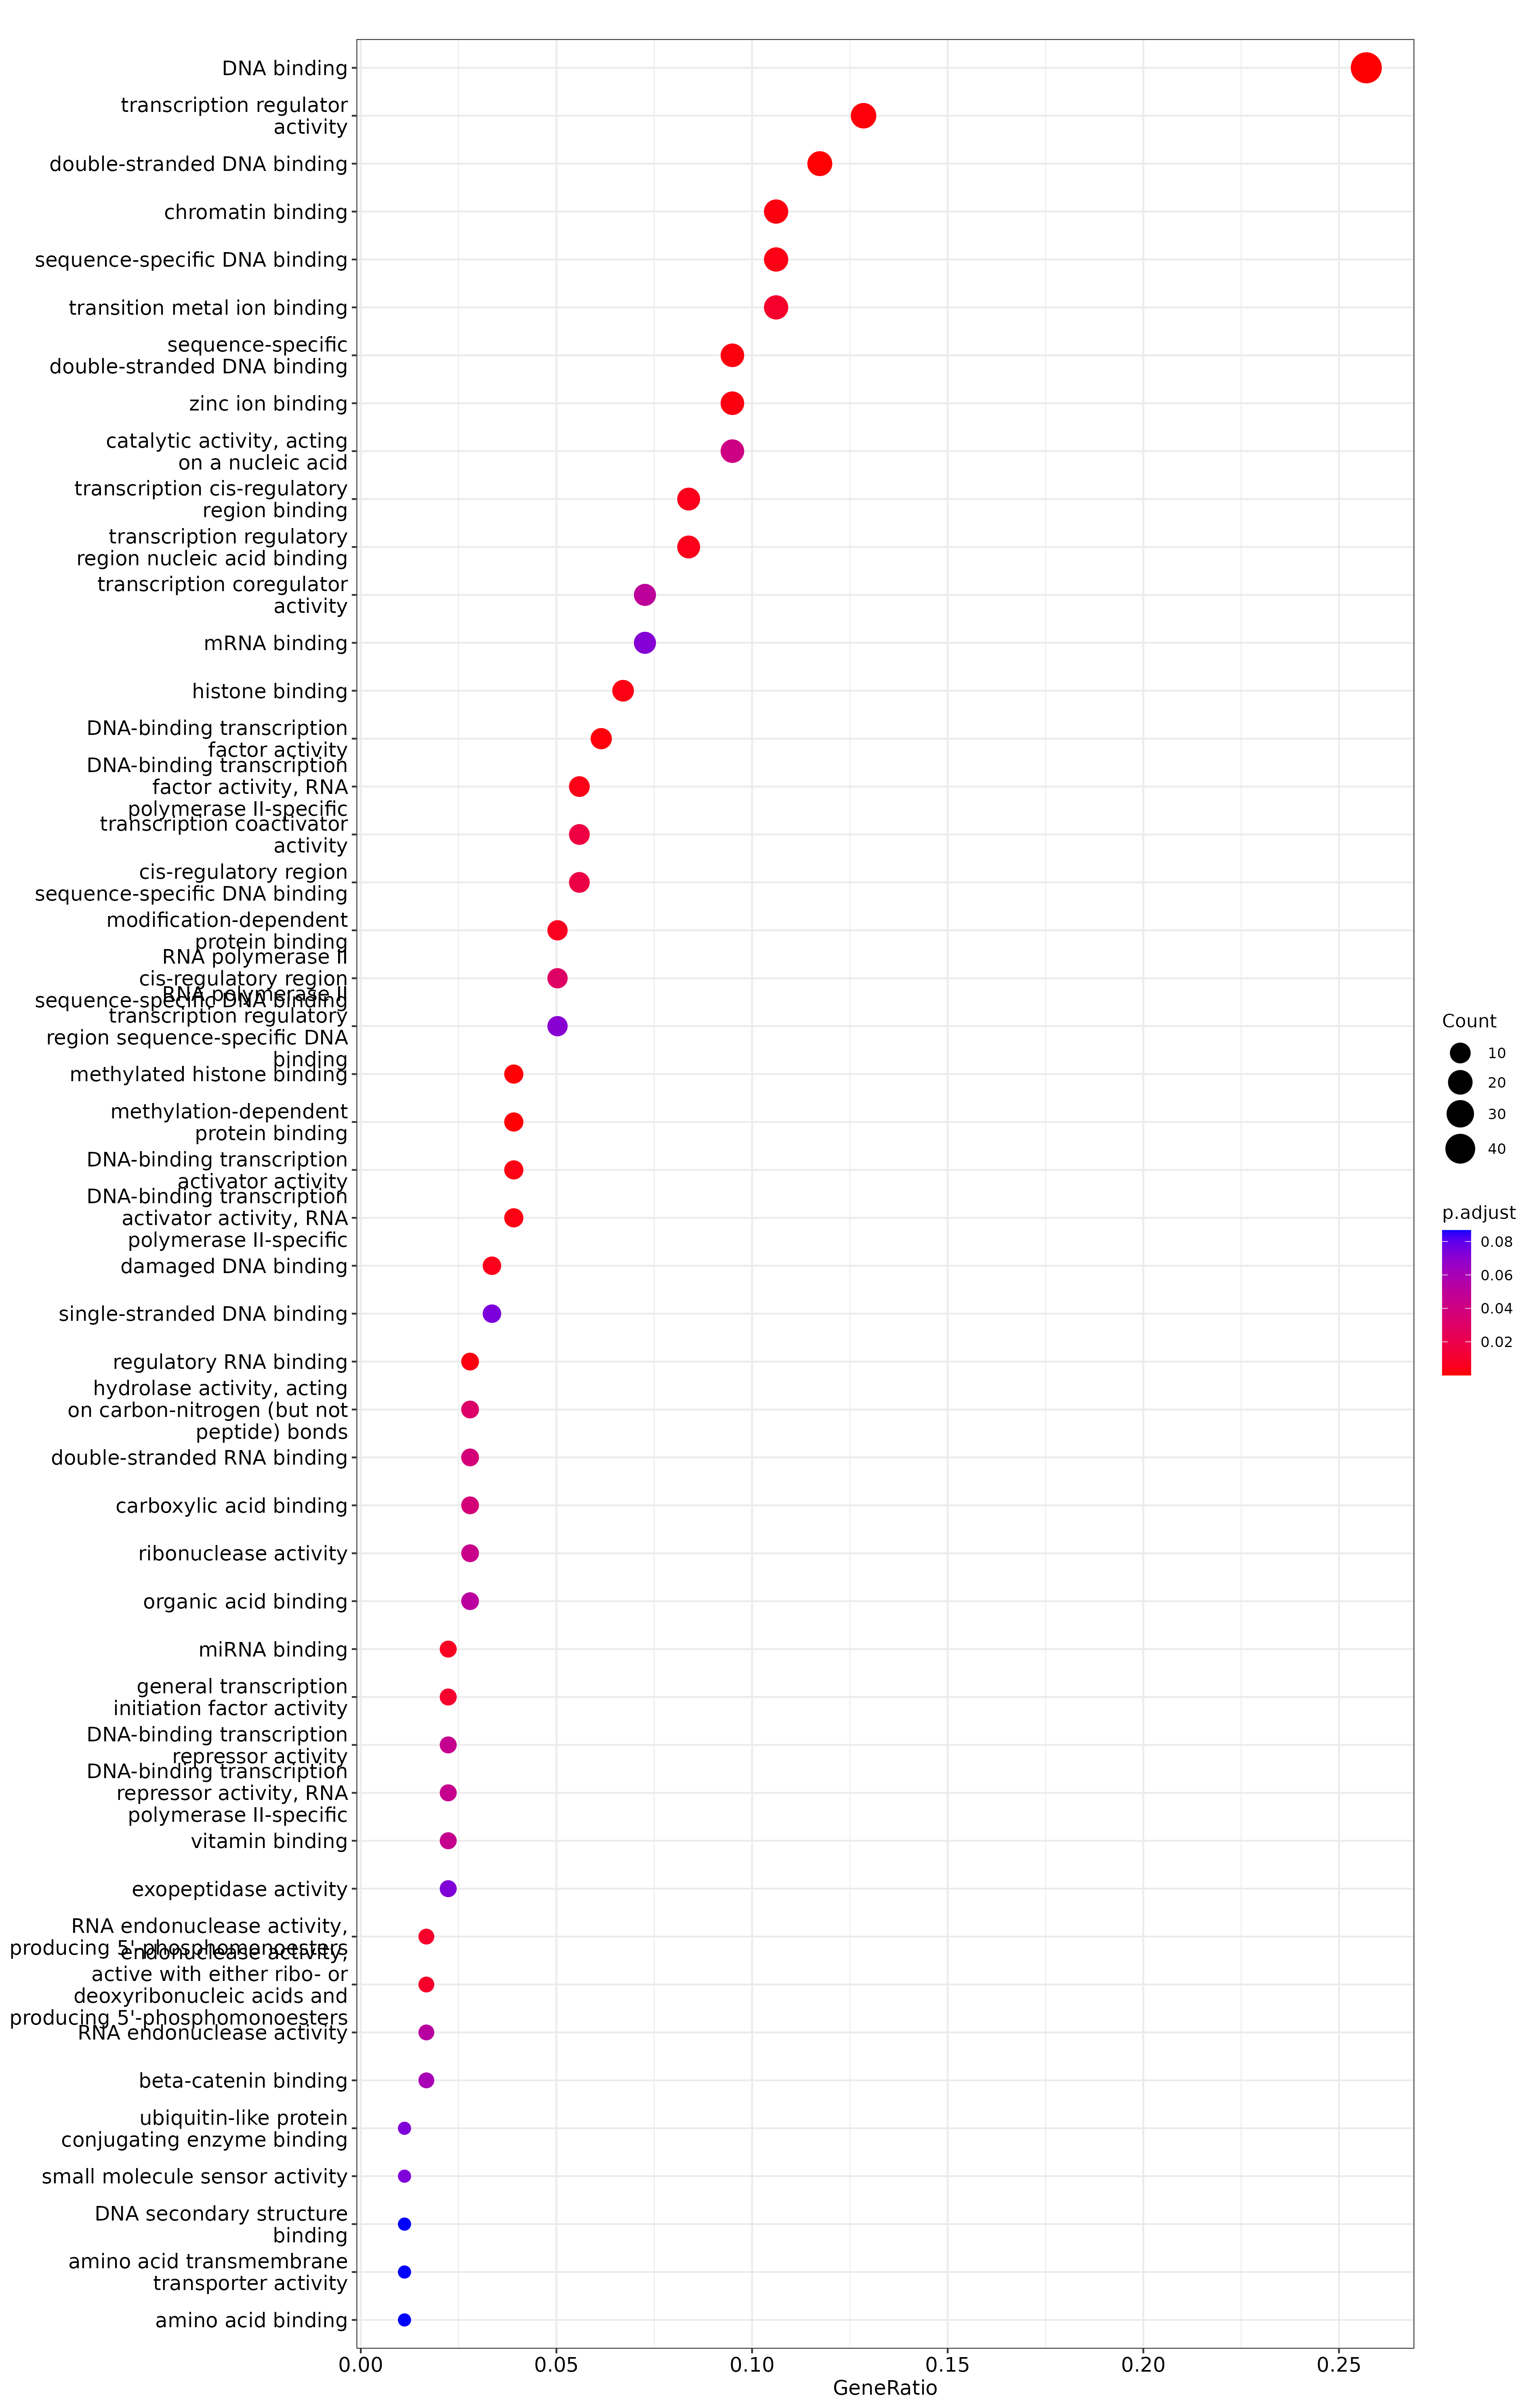 DNA binding
transcription regulator
activity
double-stranded DNA binding
chromatin binding
sequence-specific DNA binding
transition metal ion binding
sequence-specific
double-stranded DNA binding
zinc ion binding
catalytic activity, acting
on a nucleic acid
transcription cis-regulatory
region binding
transcription regulatory
region nucleic acid binding
transcription coregulator
activity
mRNA binding
histone binding
DNA-binding transcription
factor activity
DNA-binding transcription
factor activity, RNA
polymerase II-specific
transcription coactivator
activity
cis-regulatory region
sequence-specific DNA binding
modification-dependent
protein binding
RNA polymerase II
cis-regulatory region
sequence-specific DNA binding
RNA polymerase II
transcription regulatory
region sequence-specific DNA
binding
methylated histone binding
methylation-dependent
protein binding
DNA-binding transcription
activator activity
DNA-binding transcription
activator activity, RNA
polymerase II-specific
damaged DNA binding
single-stranded DNA binding
regulatory RNA binding
hydrolase activity, acting
on carbon-nitrogen (but not
peptide) bonds
double-stranded RNA binding
carboxylic acid binding
ribonuclease activity
organic acid binding
miRNA binding
general transcription
initiation factor activity
DNA-binding transcription
repressor activity
DNA-binding transcription
repressor activity, RNA
polymerase II-specific
vitamin binding
exopeptidase activity
RNA endonuclease activity,
producing 5'-phosphomonoesters
endonuclease activity,
active with either ribo- or
deoxyribonucleic acids and
producing 5'-phosphomonoesters
RNA endonuclease activity
beta-catenin binding
ubiquitin-like protein
conjugating enzyme binding
small molecule sensor activity
DNA secondary structure
binding
amino acid transmembrane
transporter activity
amino acid binding
0.00 0.05 0.10 0.15 0.20 0.25
GeneRatio
Count
10
20
30
40
p.adjust
0.08
0.06
0.04
0.02